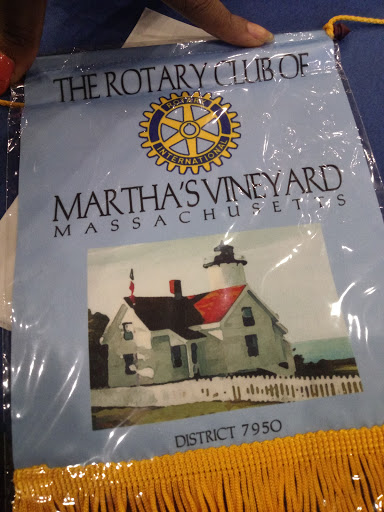 THE ROTARY CLUB OF
ROTARY
INTERNATIONAL
MARTHA'S VINEYARD
MASSACHUSETTS
DISTRICT 7950